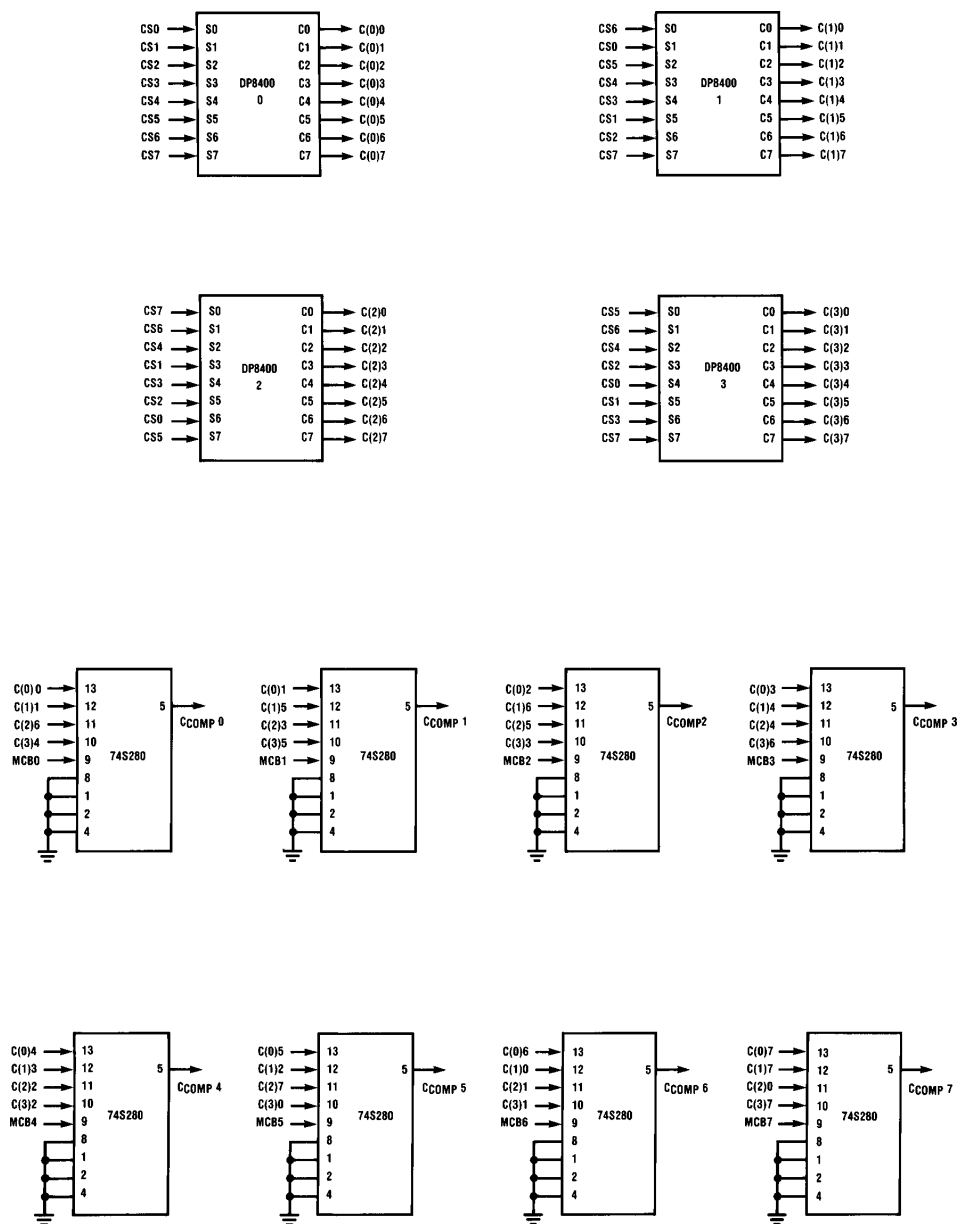 CS0 S0 C0 C(0)0
CS1 S1 C1 C(0)1
CS2 S2 C2 C(0)2
CS3 S3 DP8400 C3 C(0)3
CS4 S4 0 C4 C(0)4
CS5 S5 C5 C(0)5
CS6 S6 C6 C(0)6
CS7 S7 C7 C(0)7
CS6 S0 C0 C(1)0
CS0 S1 C1 C(1)1
CS5 S2 C2 C(1)2
CS4 S3 DP8400 C3 C(1)3
CS3 S4 1 C4 C(1)4
CS1 S5 C5 C(1)5
CS2 S6 C6 C(1)6
CS7 S7 C7 C(1)7
CS7 S0 C0 C(2)0
CS6 S1 C1 C(2)1
CS4 S2 C2 C(2)2
CS1 S3 DP8400 C3 C(2)3
CS3 S4 2 C4 C(2)4
CS2 S5 C5 C(2)5
CS0 S6 C6 C(2)6
CS5 S7 C7 C(2)7
CS5 S0 C0 C(3)0
CS6 S1 C1 C(3)1
CS4 S2 C2 C(3)2
CS2 S3 DP8400 C3 C(3)3
CS0 S4 3 C4 C(3)4
CS1 S5 C5 C(3)5
CS3 S6 C6 C(3)6
CS7 S7 C7 C(3)7
C(0)0 13
C(1)1 12 5 CCOMP 0
C(2)6 11
C(3)4 10
MCB0 9 74S280
8
1
2
4
C(0)1 13
C(1)5 12 5 CCOMP 1
C(2)3 11
C(3)5 10
MCB1 9 74S280
8
1
2
4
C(0)2 13
C(1)6 12 5 CCOMP2
C(2)5 11
C(3)3 10
MCB2 9 74S280
8
1
2
4
C(0)3 13
C(1)4 12 5 CCOMP 3
C(2)4 11
C(3)6 10
MCB3 9 74S280
8
1
2
4
C(0)4 13
C(1)3 12 5 CCOMP 4
C(2)2 11
C(3)2 10
MCB4 9 74S280
8
1
2
4
C(0)5 13
C(1)2 12 5 CCOMP 5
C(2)7 11
C(3)0 10
MCB5 9 74S280
8
1
2
4
C(0)6 13
C(1)0 12 5 CCOMP 6
C(2)1 11
C(3)1 10
MCB6 9 74S280
8
1
2
4
C(0)7 13
C(1)7 12 5 CCOMP 7
C(2)0 11
C(3)7 10
MCB7 9 74S280
8
1
2
4